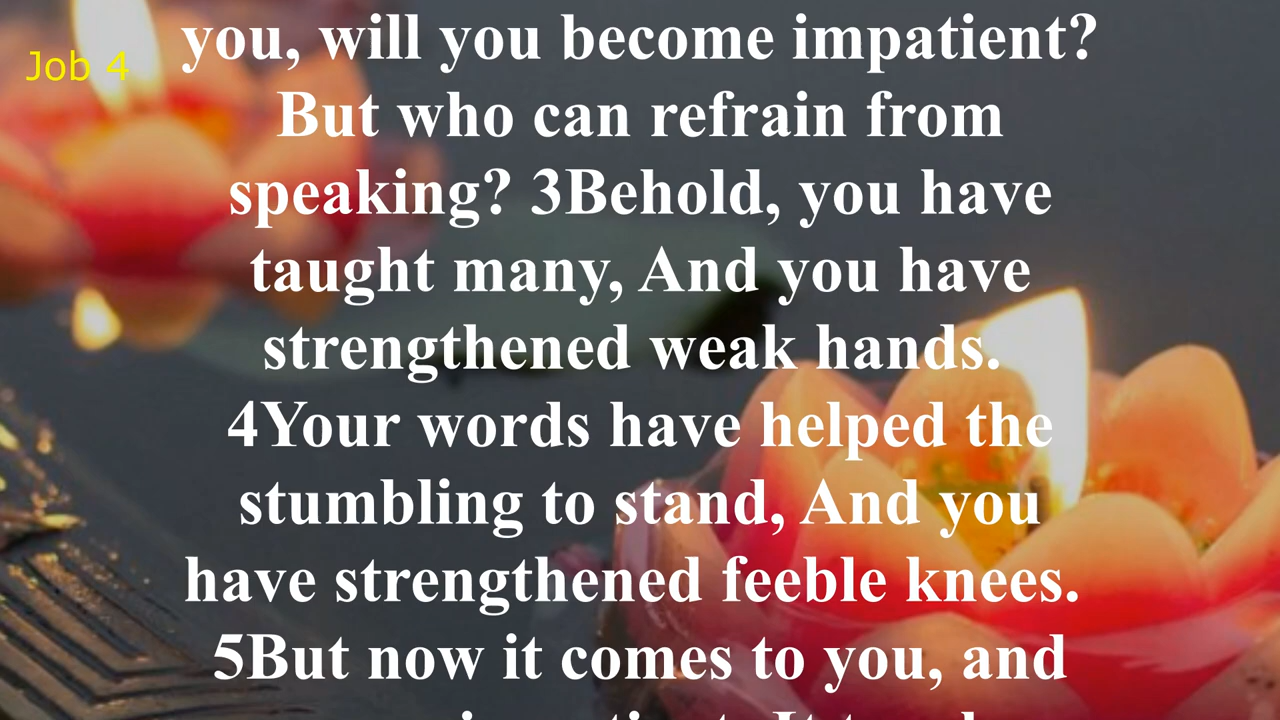 Job 4
you, will you become impatient?
But who can refrain from
speaking? 3Behold, you have
taught many, And you have
strengthened weak hands.
4Your words have helped the
stumbling to stand, And you
have strengthened feeble knees.
5But now it comes to you, and